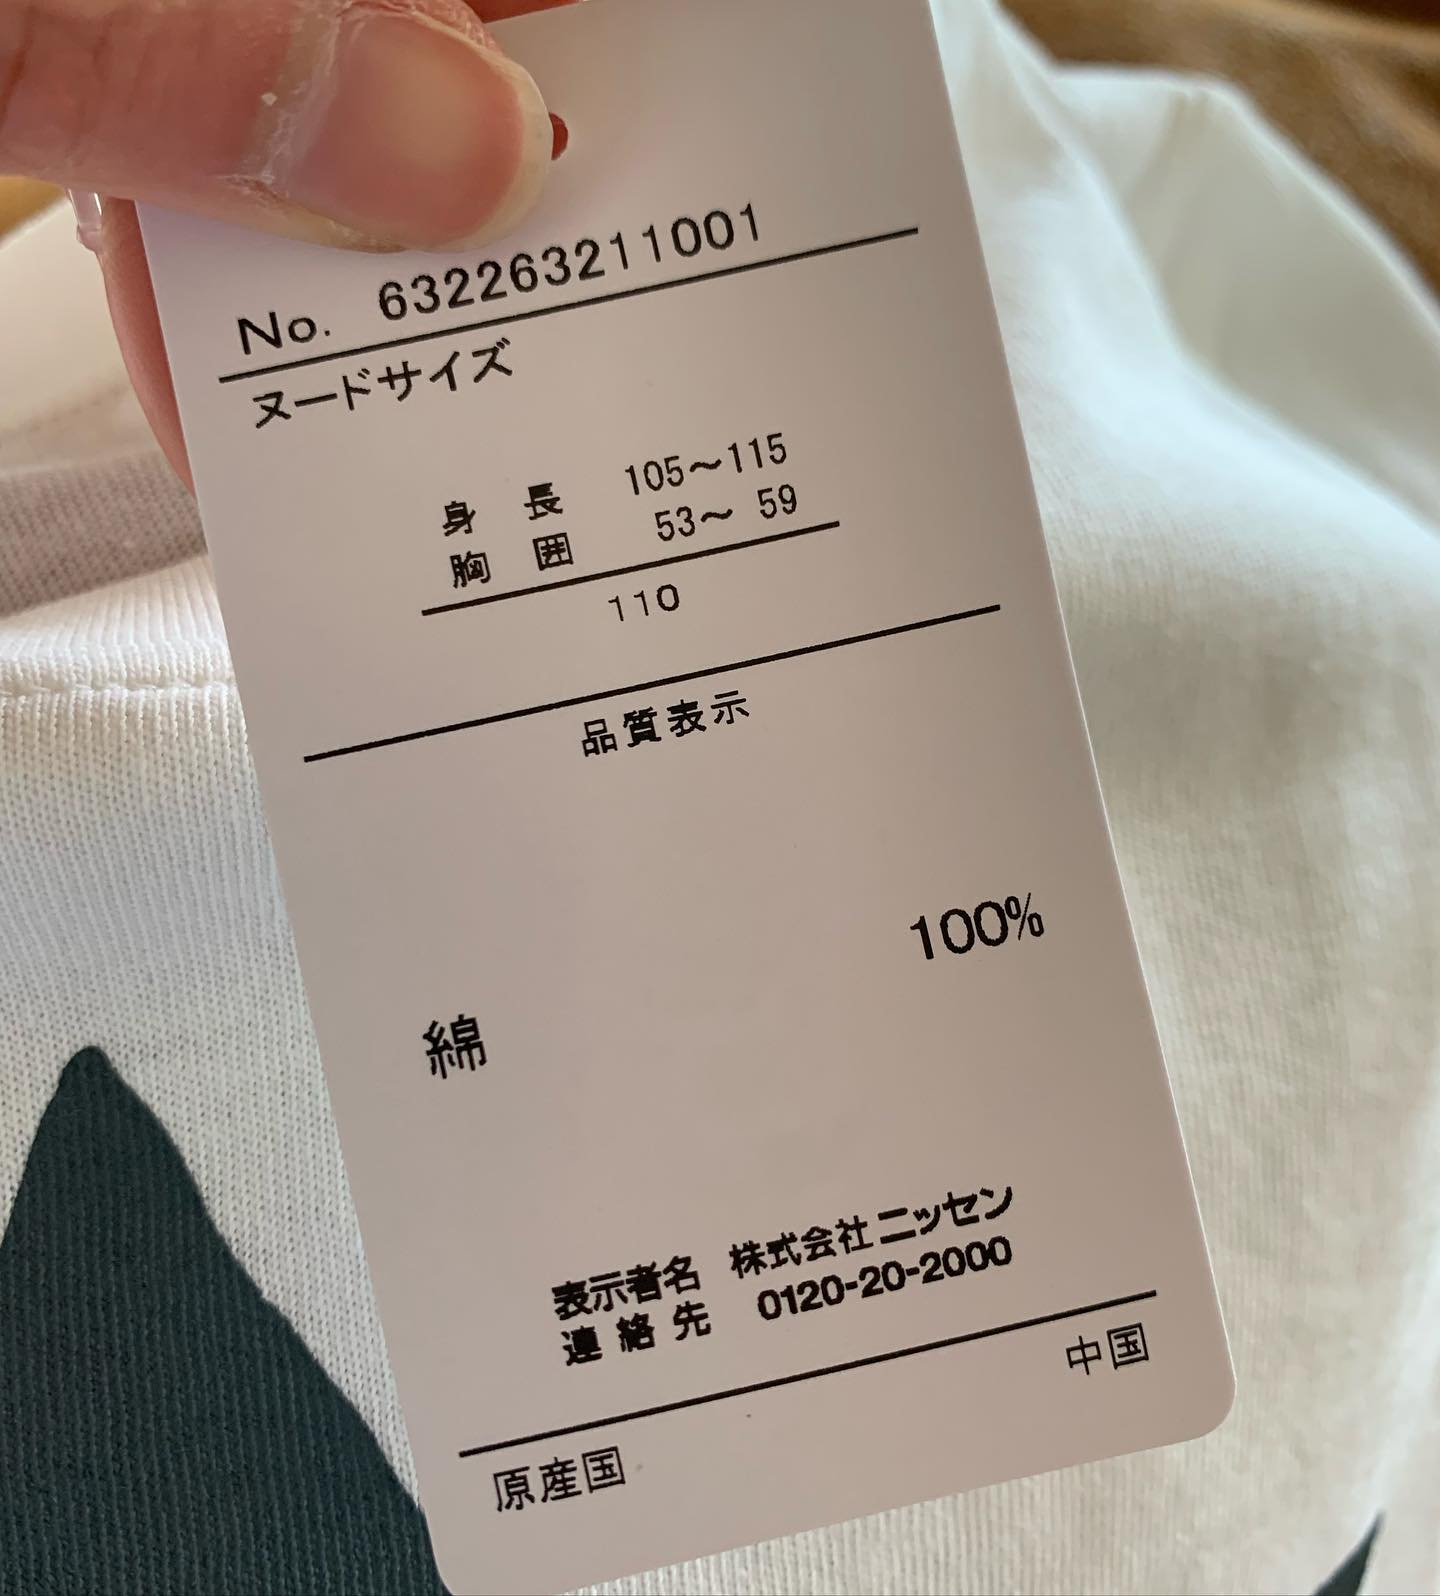 No. 632263211001
ヌードサイズ
身長 105～115
胸囲 53～ 59
110
品質表示
綿 100%
表示者名 株式会社ニッセン
連絡先 0120-20-2000
原産国 中国